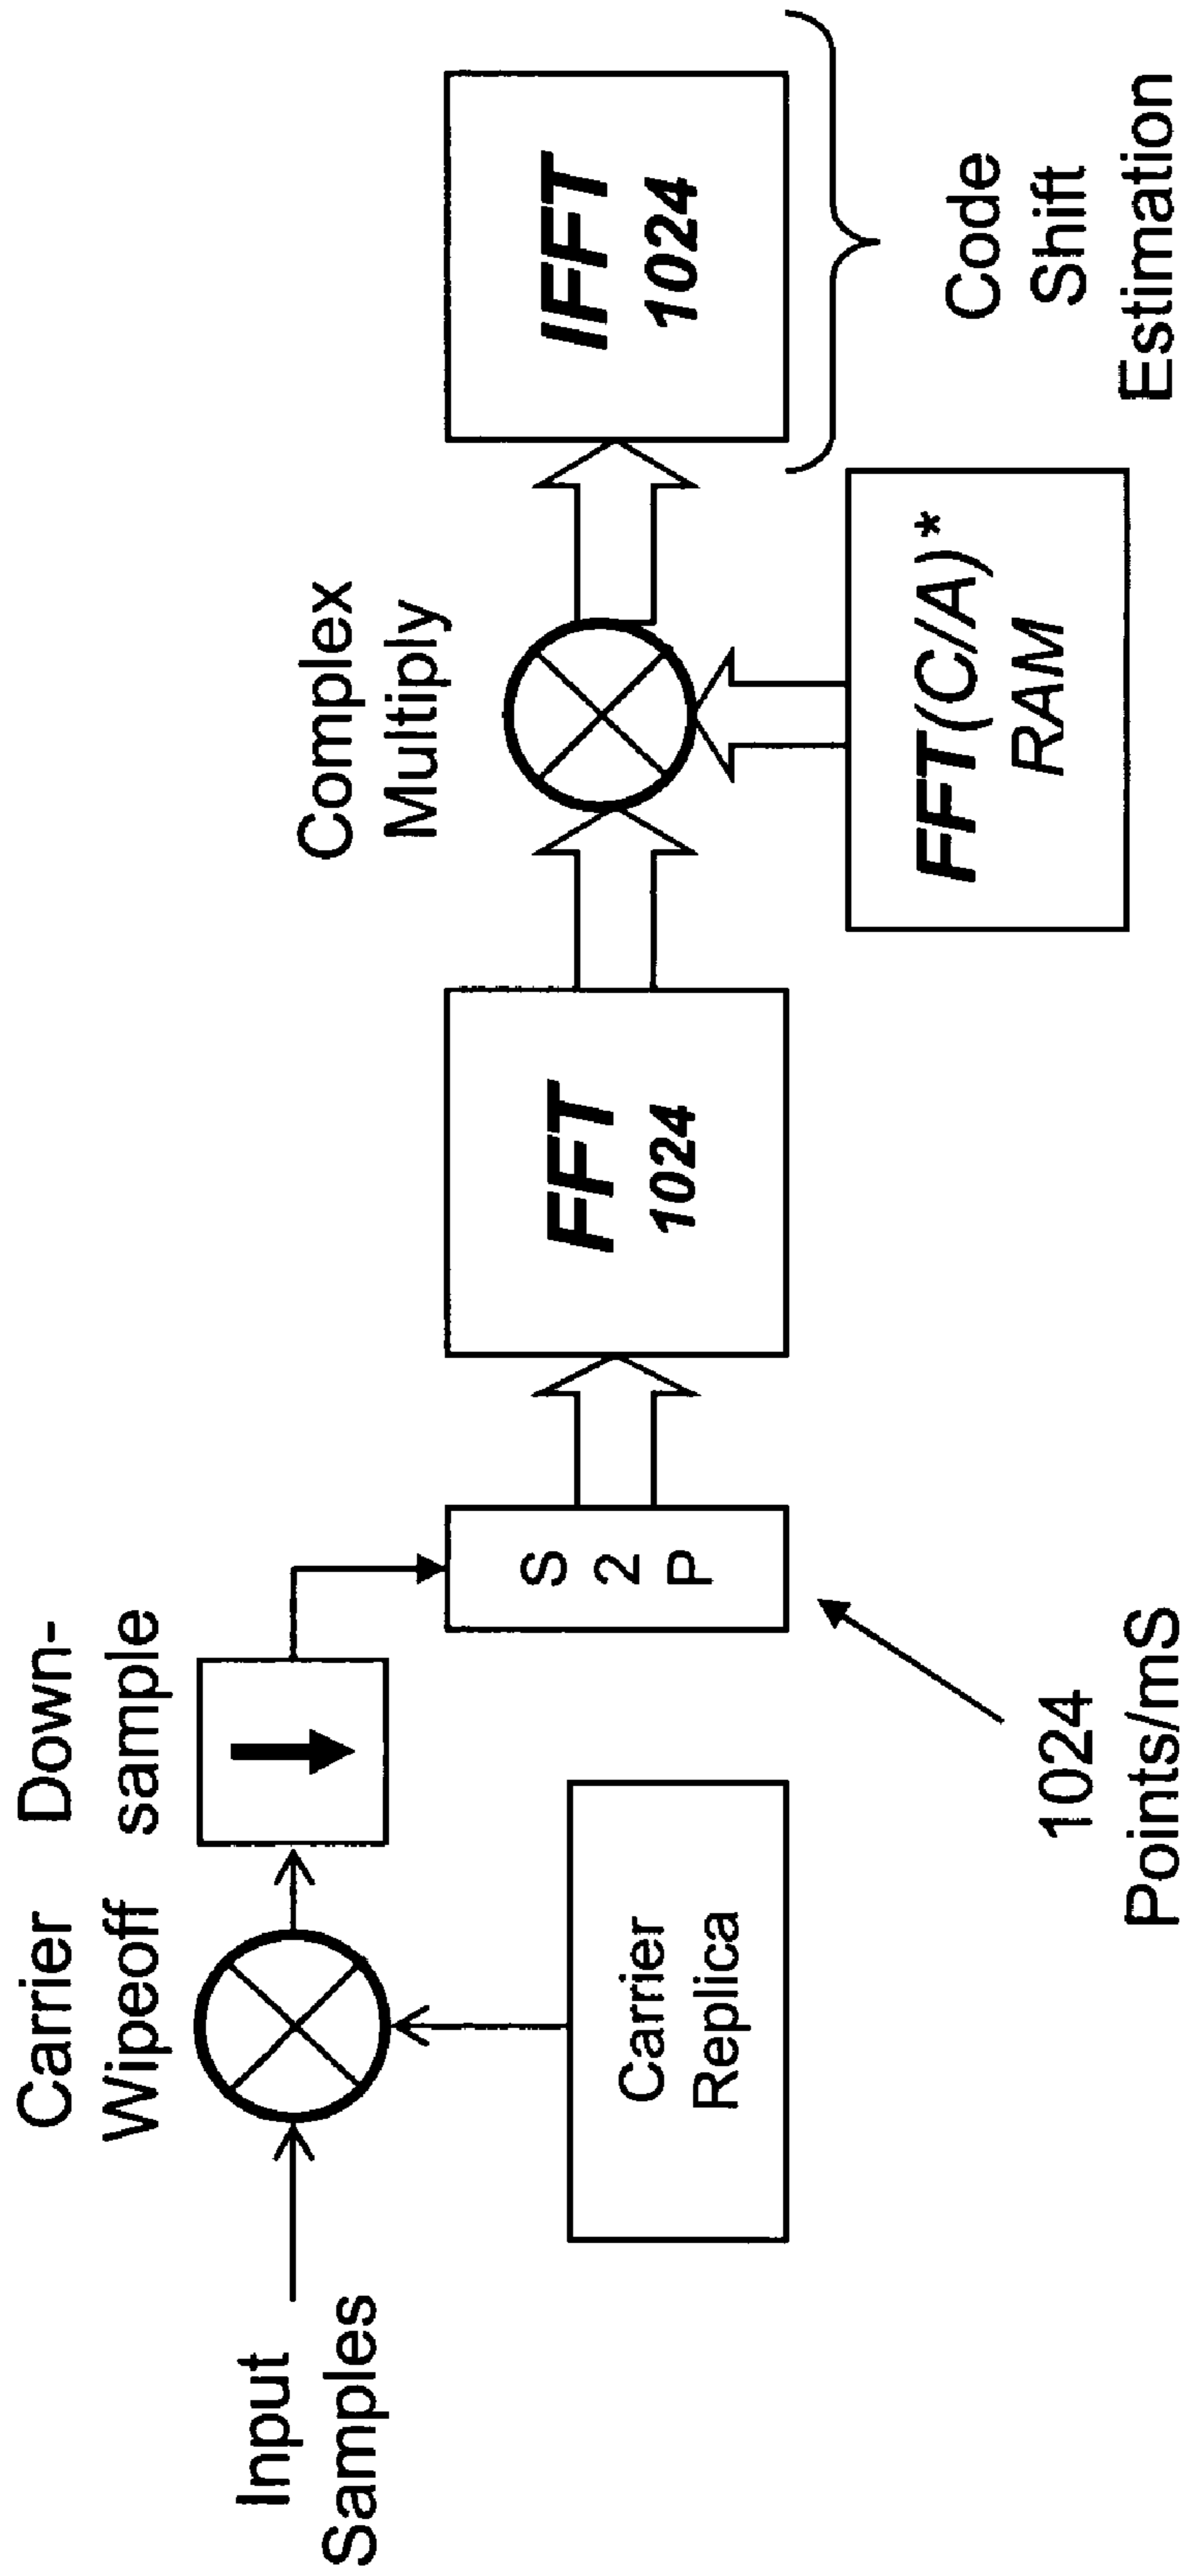 Input
Samples
Carrier
Wipeoff
Down-
sample
Carrier
Replica
S
2
P
1024
Points/mS
FFT
1024
Complex
Multiply
FFT(C/A)*
RAM
IFFT
1024
Code
Shift
Estimation